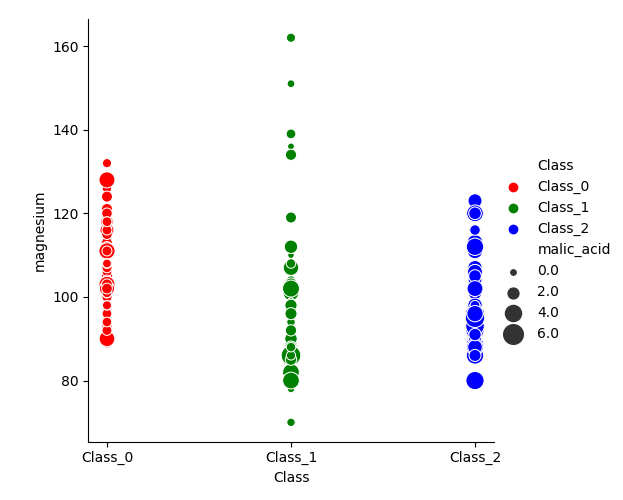 160
140
120
100
80
magnesium
Class_0
Class_1
Class_2
Class
Class
Class_0
Class_1
Class_2
malic_acid
0.0
2.0
4.0
6.0